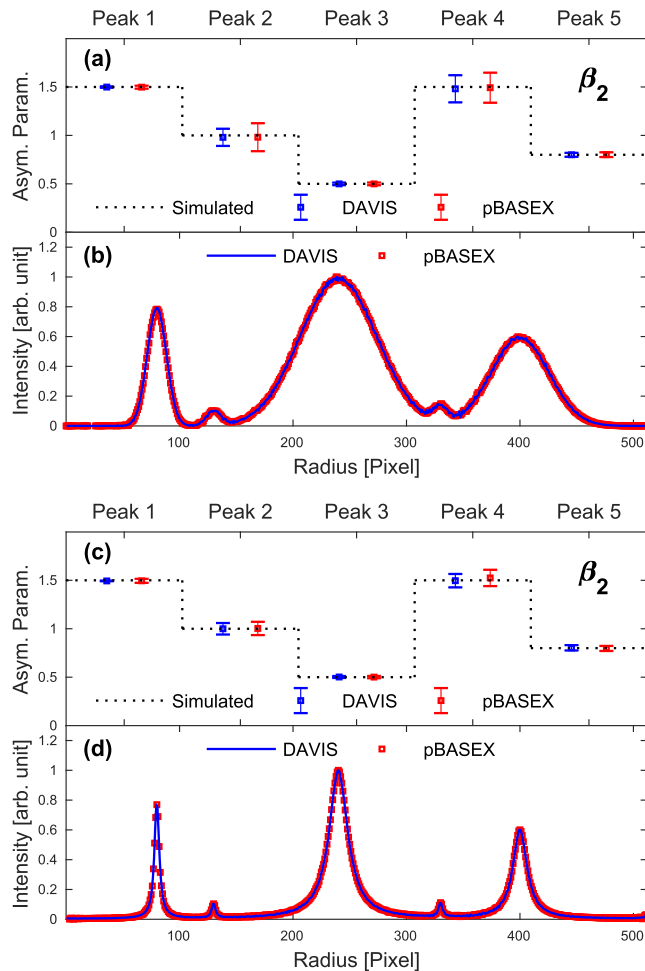 Peak 1 Peak 2 Peak 3 Peak 4 Peak 5
(a)
β2
Asym. Param.
1.5
1
0.5
0
Simulated DAVIS pBASEX
(b)
DAVIS pBASEX
Intensity [arb. unit]
1.2
1
0.8
0.6
0.4
0.2
0
100 200 300 400 500
Radius [Pixel]
Peak 1 Peak 2 Peak 3 Peak 4 Peak 5
(c)
β2
Asym. Param.
1.5
1
0.5
0
Simulated DAVIS pBASEX
(d)
DAVIS pBASEX
Intensity [arb. unit]
1.2
1
0.8
0.6
0.4
0.2
0
100 200 300 400 500
Radius [Pixel]